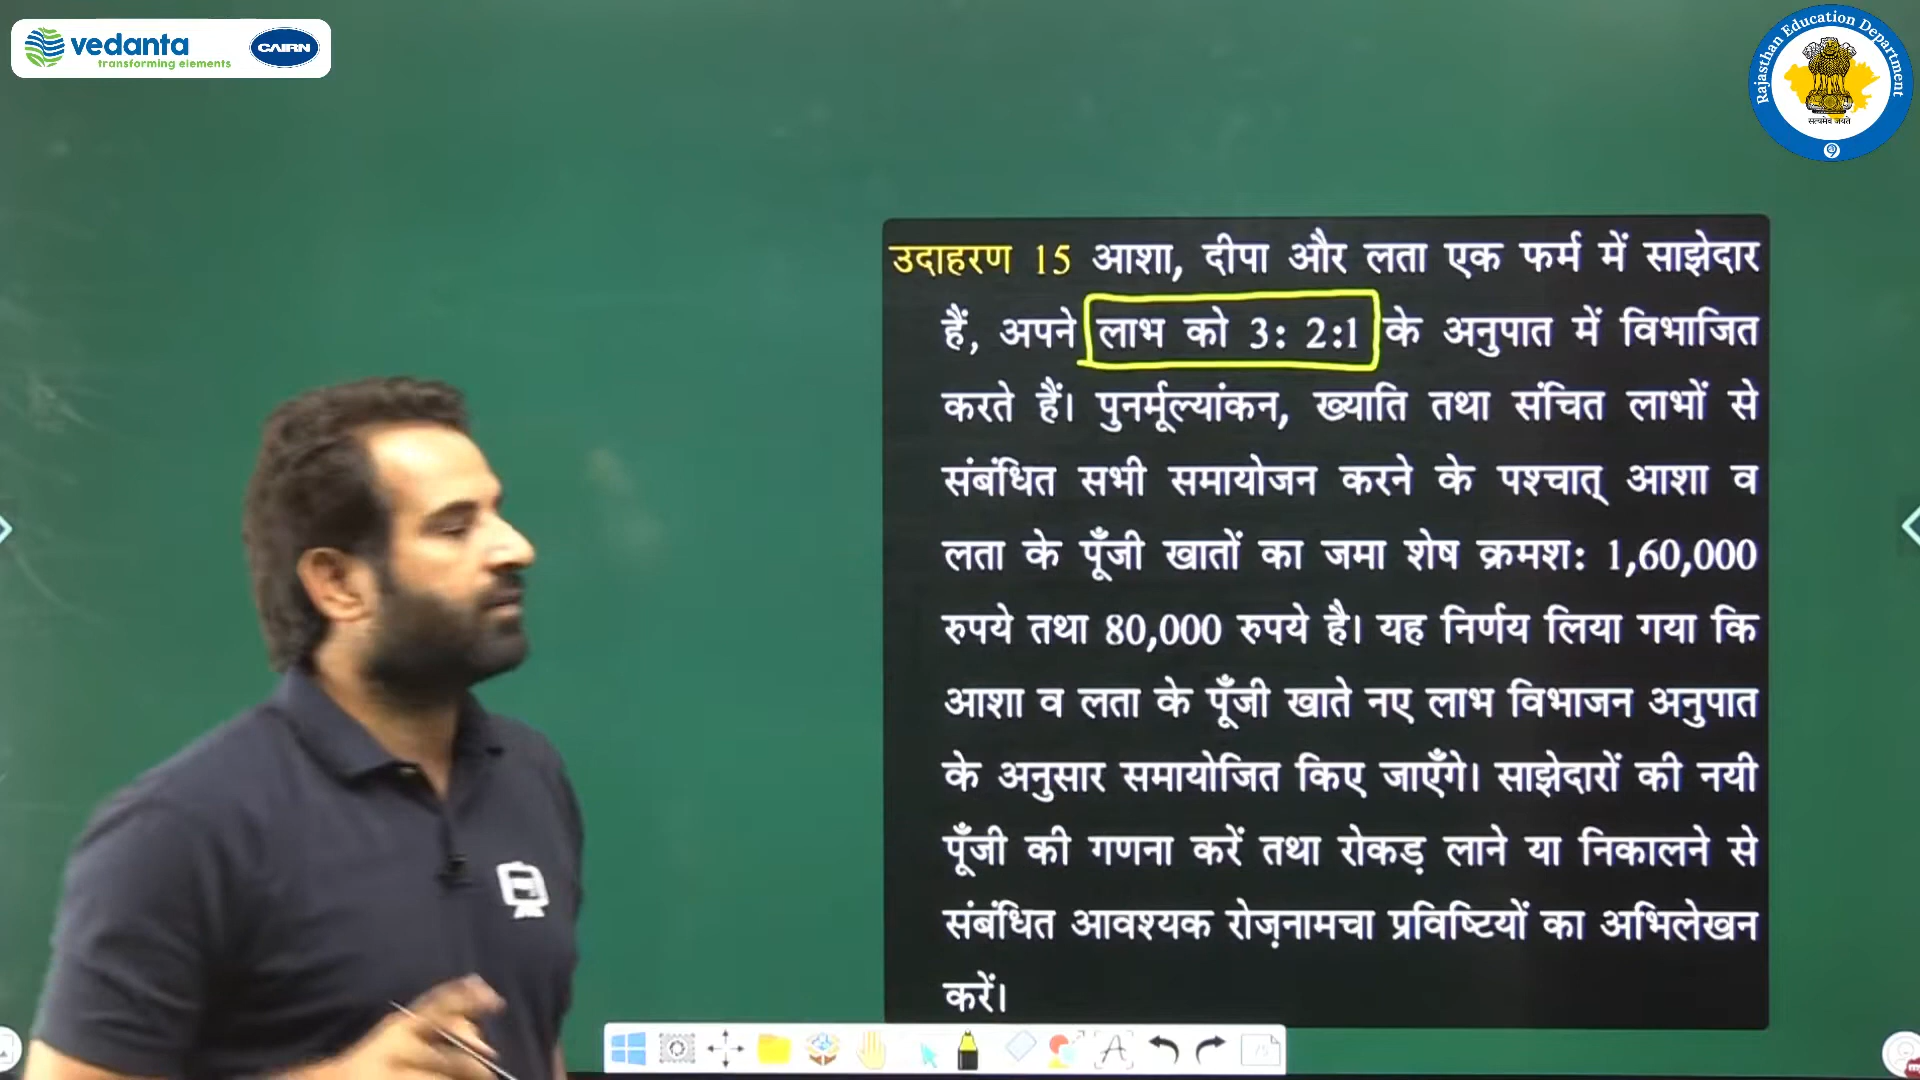 vedanta
transforming elements
CAIRN
Rajasthan Education Department
सत्यमेव जयते
उदाहरण 15 आशा, दीपा और लता एक फर्म में साझेदार
हैं, अपने लाभ को 3: 2:1 के अनुपात में विभाजित
करते हैं। पुनर्मूल्यांकन, ख्याति तथा संचित लाभों से
संबंधित सभी समायोजन करने के पश्चात् आशा व
लता के पूँजी खातों का जमा शेष क्रमश: 1,60,000
रुपये तथा 80,000 रुपये है। यह निर्णय लिया गया कि
आशा व लता के पूँजी खाते नए लाभ विभाजन अनुपात
के अनुसार समायोजित किए जाएँगे। साझेदारों की नयी
पूँजी की गणना करें तथा रोकड़ लाने या निकालने से
संबंधित आवश्यक रोज़नामचा प्रविष्टियों का अभिलेखन
करें।